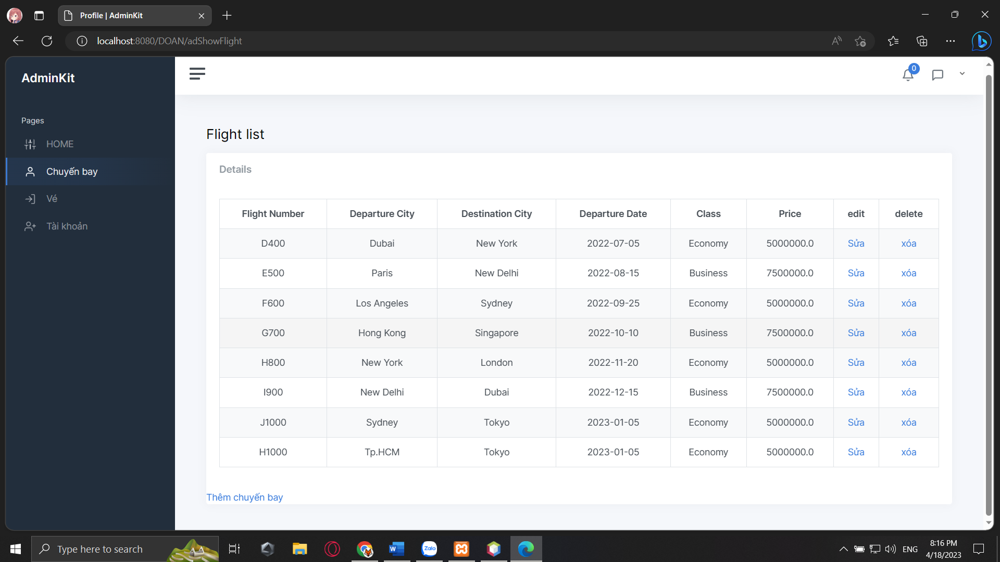 Profile | AdminKit
localhost:8080/DOAN/adShowFlight
AdminKit
0
Pages
HOME
Chuyến bay
Vé
Tài khoản
Flight list
Details
Flight Number Departure City Destination City Departure Date Class Price edit delete
D400 Dubai New York 2022-07-05 Economy 5000000.0 Sửa xóa
E500 Paris New Delhi 2022-08-15 Business 7500000.0 Sửa xóa
F600 Los Angeles Sydney 2022-09-25 Economy 5000000.0 Sửa xóa
G700 Hong Kong Singapore 2022-10-10 Business 7500000.0 Sửa xóa
H800 New York London 2022-11-20 Economy 5000000.0 Sửa xóa
I900 New Delhi Dubai 2022-12-15 Business 7500000.0 Sửa xóa
J1000 Sydney Tokyo 2023-01-05 Economy 5000000.0 Sửa xóa
H1000 Tp.HCM Tokyo 2023-01-05 Economy 5000000.0 Sửa xóa
Thêm chuyến bay
Type here to search
Zalo
ENG
8:16 PM
4/18/2023